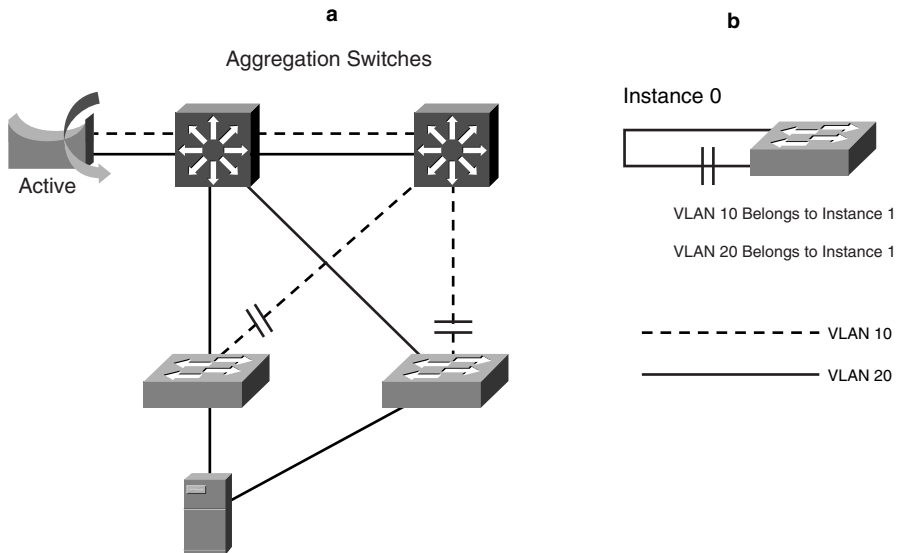 a
Aggregation Switches
Active
b
Instance 0
VLAN 10 Belongs to Instance 1
VLAN 20 Belongs to Instance 1
VLAN 10
VLAN 20